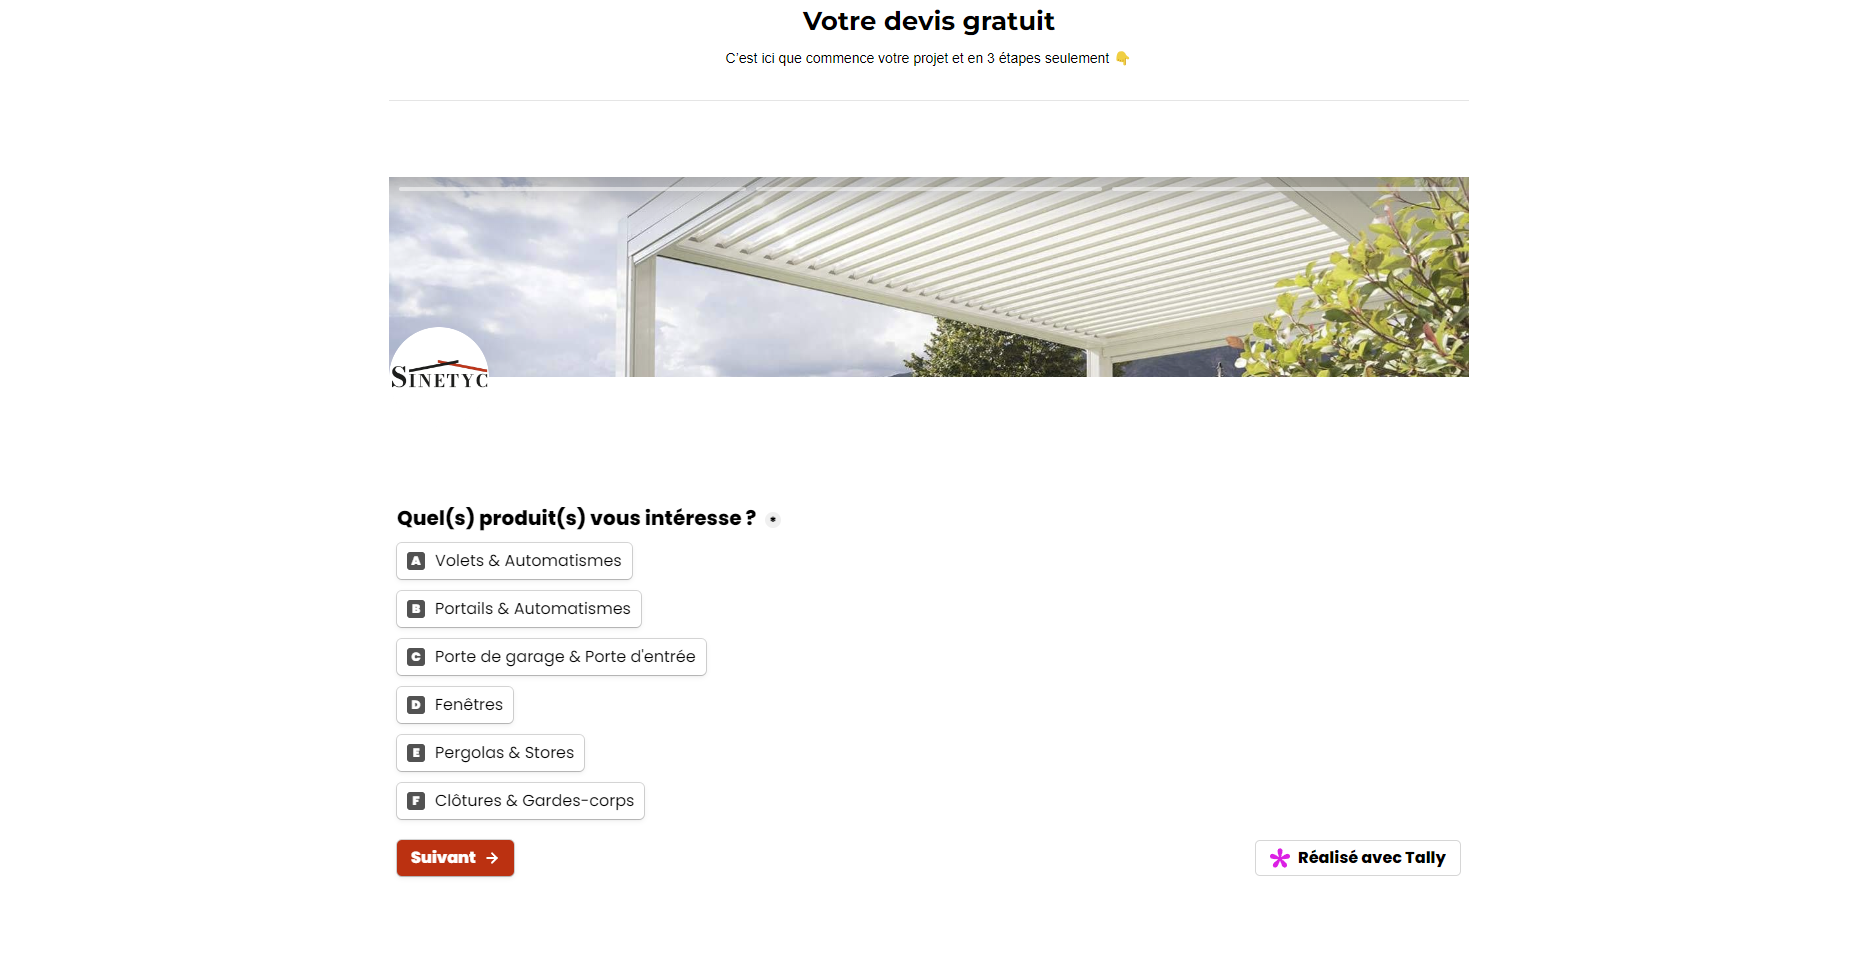 Votre devis gratuit
C'est ici que commence votre projet et en 3 étapes seulement 👇
SINETYC
Quel(s) produit(s) vous intéresse ? *
A Volets & Automatismes
B Portails & Automatismes
C Porte de garage & Porte d'entrée
D Fenêtres
E Pergolas & Stores
F Clôtures & Gardes-corps
Suivant →
Réalisé avec Tally